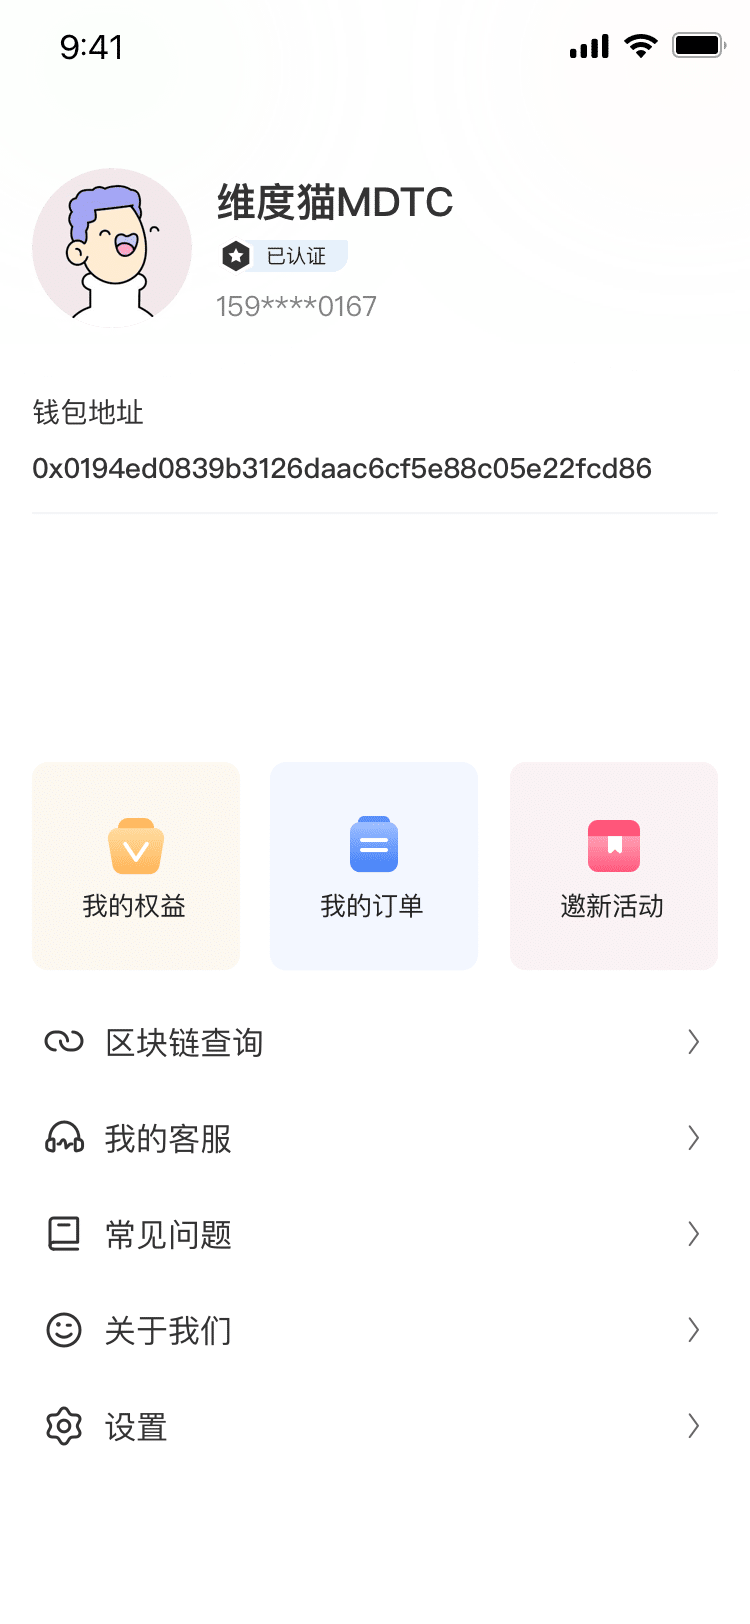 9:41
维度猫MDTC
已认证
159****0167
钱包地址
0x0194ed0839b3126daac6cf5e88c05e22fcd86
我的权益
我的订单
邀新活动
区块链查询
我的客服
常见问题
关于我们
设置